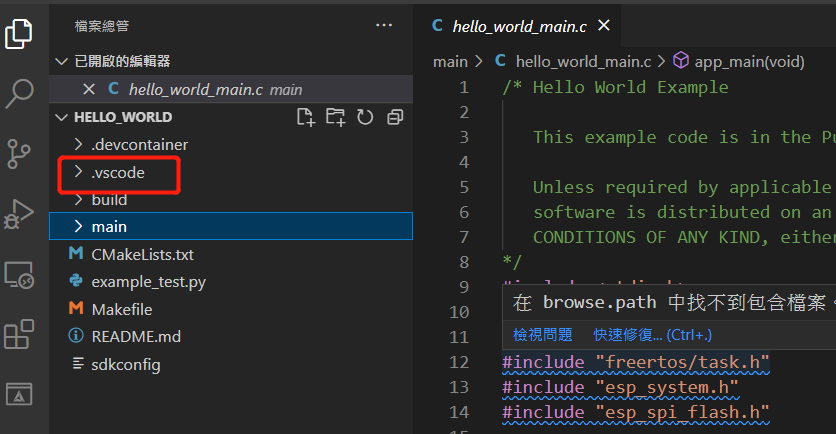 檔案總管
已開啟的編輯器
hello_world_main.c main
HELLO_WORLD
.devcontainer
.vscode
build
main
CMakeLists.txt
example_test.py
Makefile
README.md
sdkconfig
hello_world_main.c
main > hello_world_main.c > app_main(void)
1 /* Hello World Example
2
3 This example code is in the
4
5 Unless required by applicable
6 software is distributed on an
7 CONDITIONS OF ANY KIND,
8 */
9
10
在 browse.path 中找不到包含檔案。
11
檢視問題 快速修復... (Ctrl+.)
12 #include "freertos/task.h"
13 #include "esp_system.h"
14 #include "esp_spi_flash.h"
15